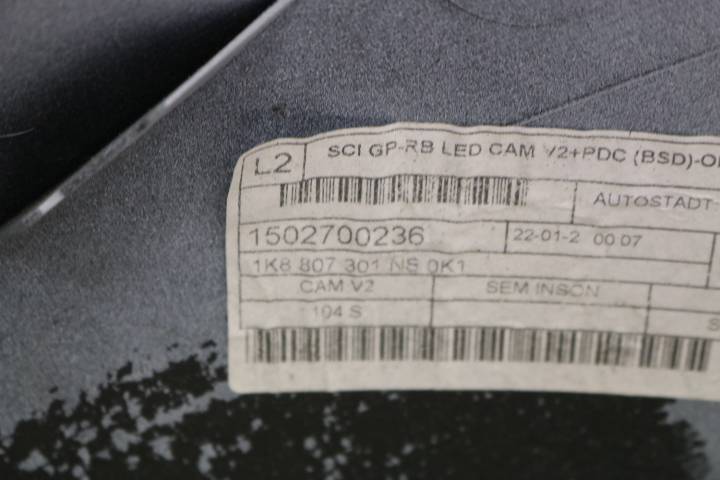 L2
SCI GP-RB LED CAM V2+PDC (BSD)-
AUTOSTADT-
1502700236
22-01-2 00 07
1K8 807 301 NS 0K1
CAM V2
SEM INSON
104 S